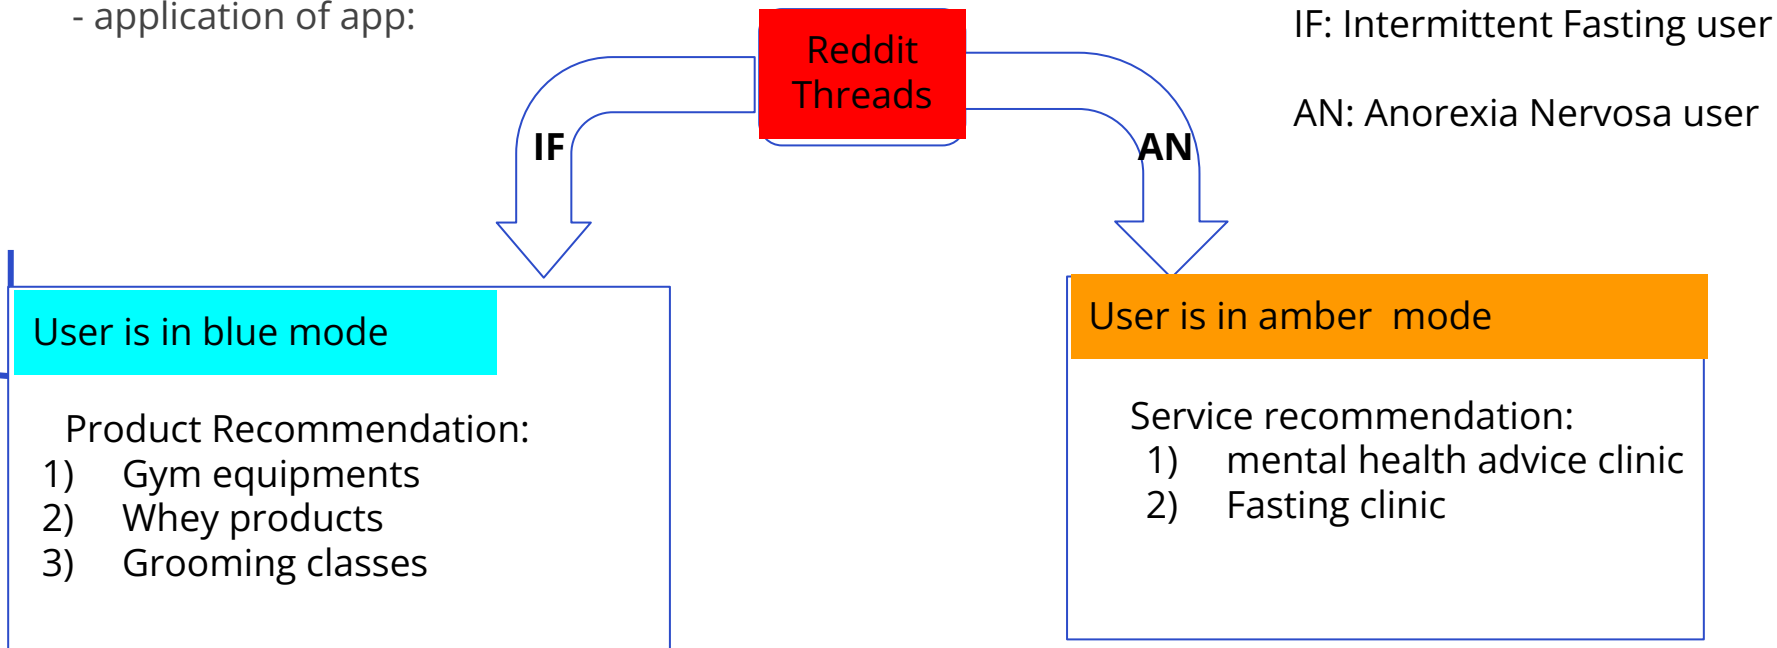 - application of app:
Reddit
Threads
IF: Intermittent Fasting user
AN: Anorexia Nervosa user
IF
AN
User is in blue mode
Product Recommendation:
1) Gym equipments
2) Whey products
3) Grooming classes
User is in amber  mode
Service recommendation:
1) mental health advice clinic
2) Fasting clinic